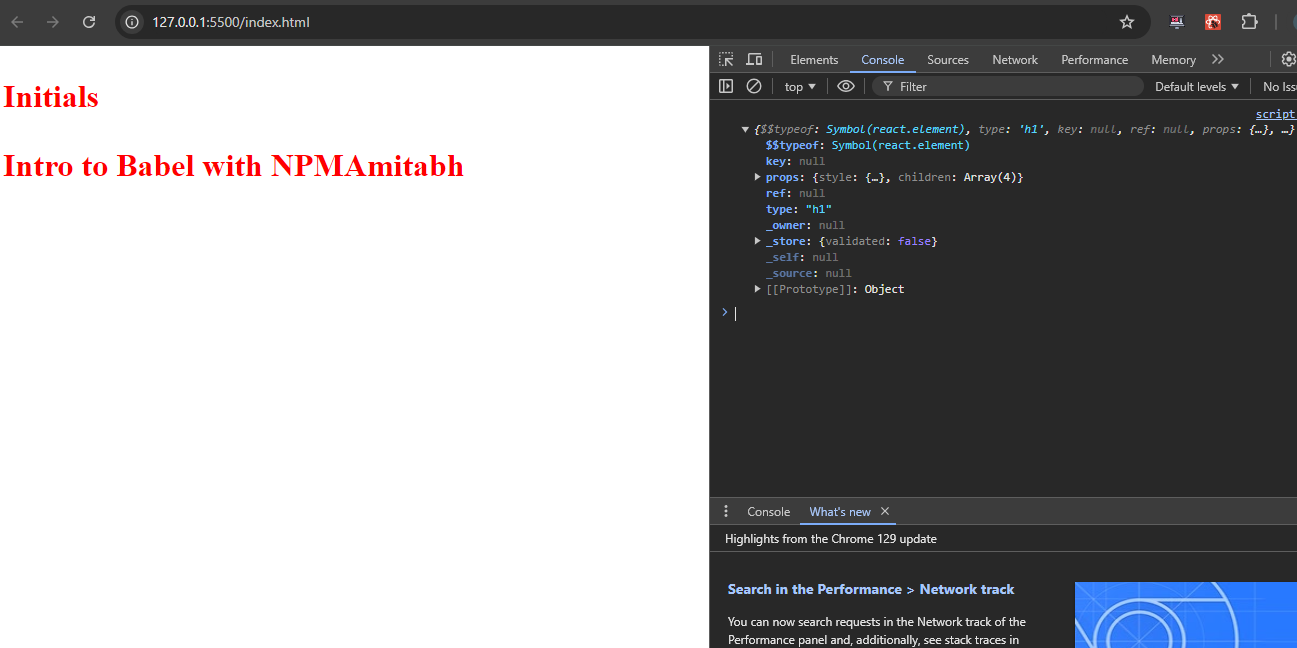 127.0.0.1:5500/index.html
Initials
Intro to Babel with NPMAmitabh
Elements Console Sources Network Performance Memory
top Filter Default levels No Iss
script.
{$$typeof: Symbol(react.element), type: 'h1', key: null, ref: null, props: {…}, …}
$$typeof: Symbol(react.element)
key: null
props: {style: {…}, children: Array(4)}
ref: null
type: "h1"
_owner: null
_store: {validated: false}
_self: null
_source: null
[[Prototype]]: Object
Console What's new
Highlights from the Chrome 129 update
Search in the Performance > Network track
You can now search requests in the Network track of the
Performance panel and, additionally, see stack traces in